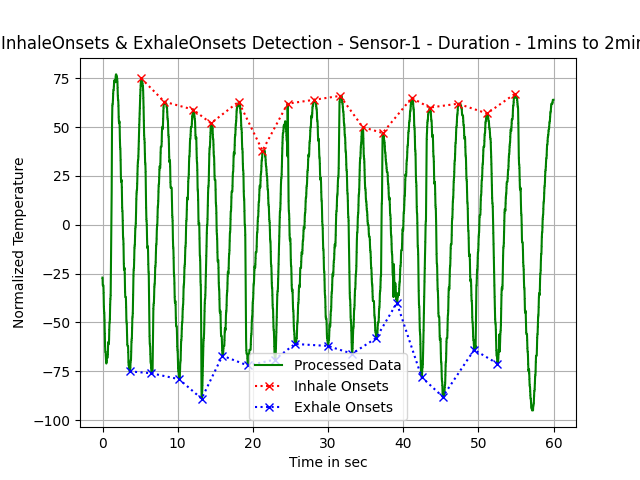 InhaleOnsets & ExhaleOnsets Detection - Sensor-1 - Duration - 1mins to 2min
75
50
25
0
−25
−50
−75
−100
Normalized Temperature
Processed Data
Inhale Onsets
Exhale Onsets
0 10 20 30 40 50 60
Time in sec